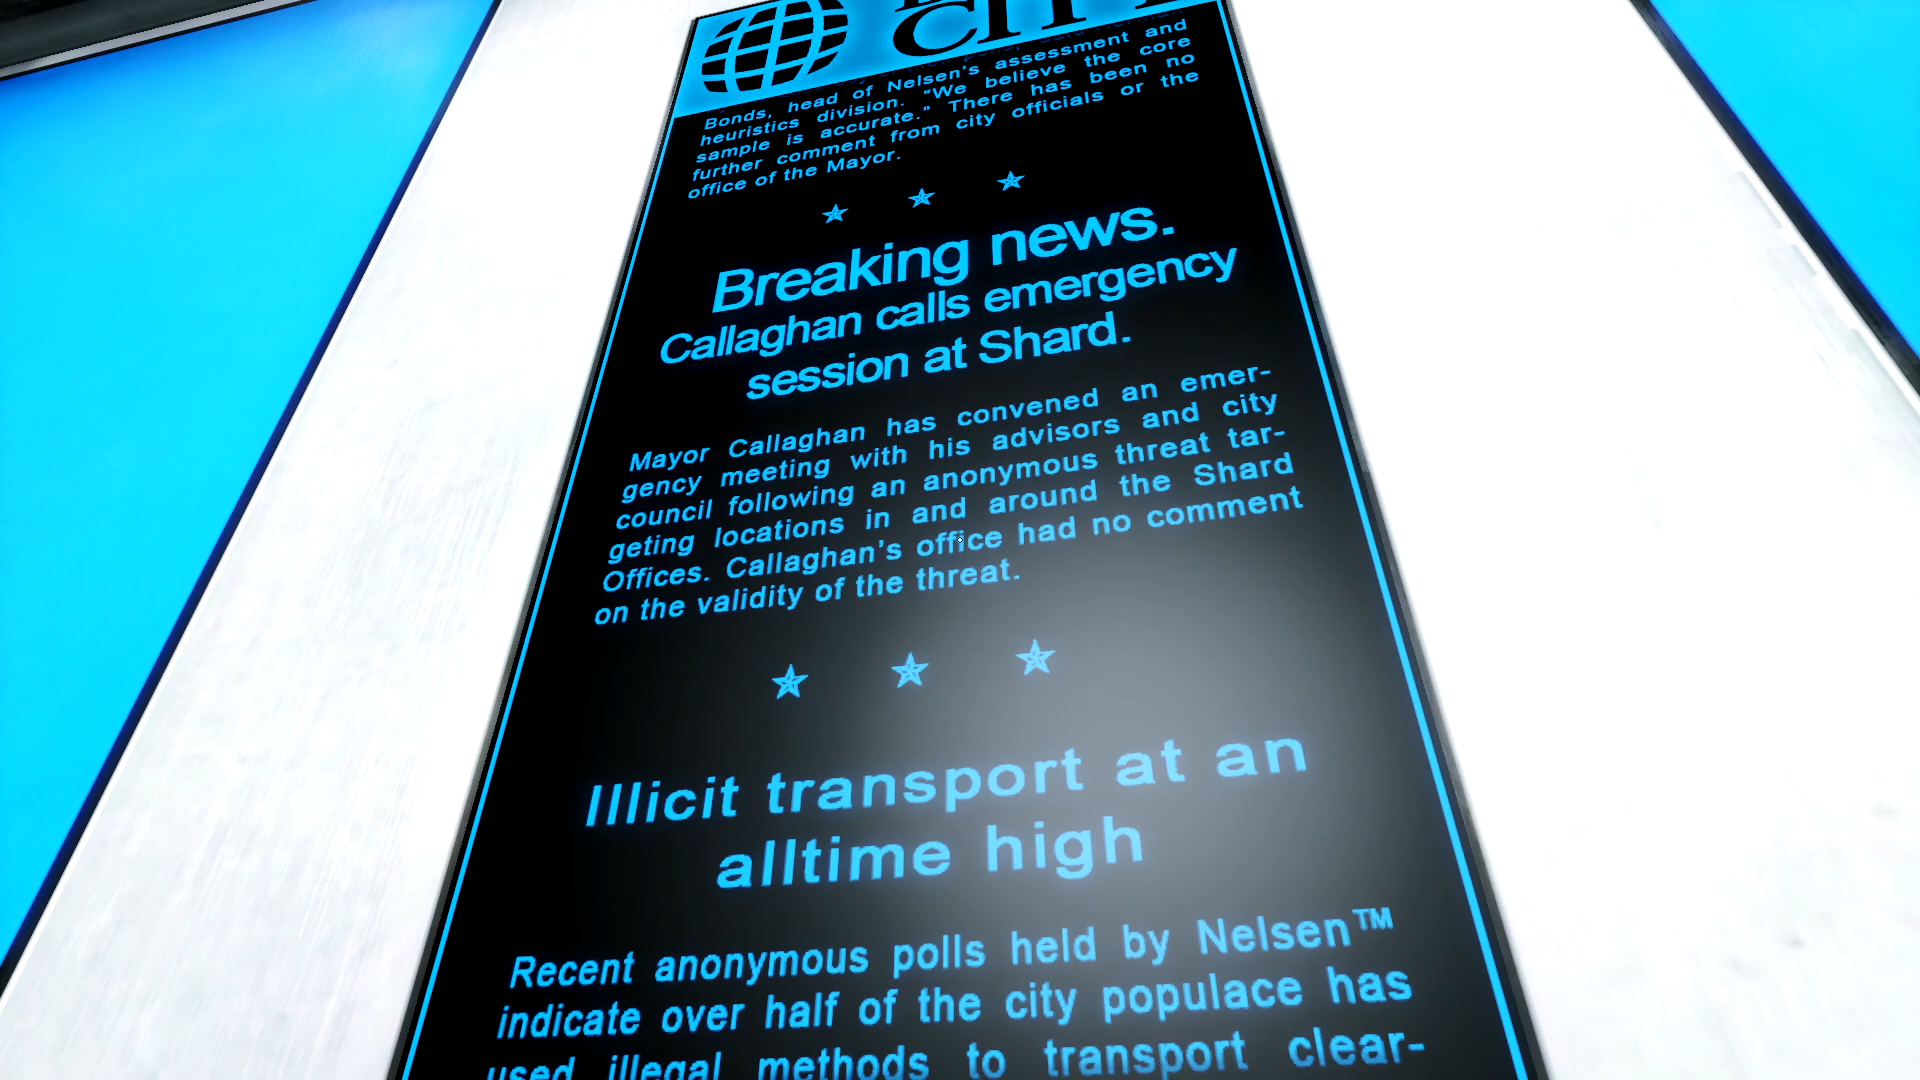 CITY
Bonds, head of Nelsen's assessment and
heuristics division. "We believe the core
sample is accurate." There has been no
further comment from city officials or the
office of the Mayor.
Breaking news.
Callaghan calls emergency
session at Shard.
Mayor Callaghan has convened an emer-
gency meeting with his advisors and city
council following an anonymous threat tar-
geting locations in and around the Shard
Offices. Callaghan's office had no comment
on the validity of the threat.
Illicit transport at an
alltime high
Recent anonymous polls held by Nelsen™
indicate over half of the city populace has
used illegal methods to transport clear-